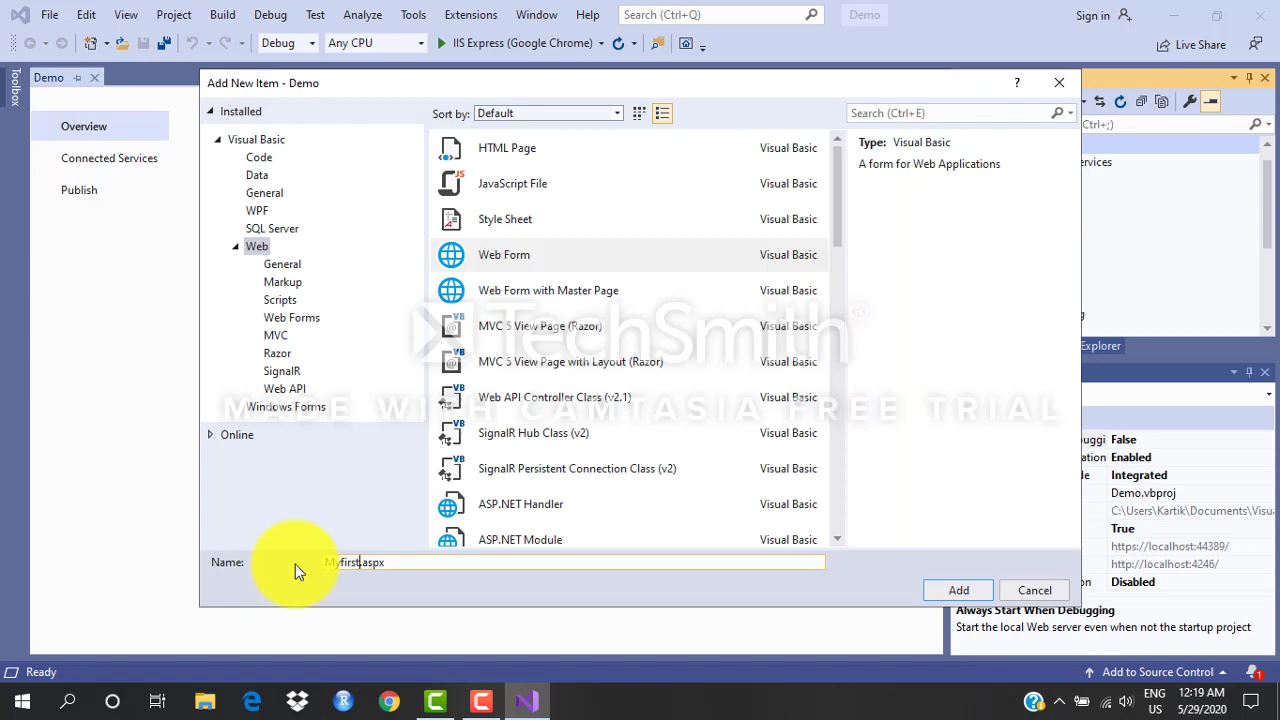 File Edit View Project Build Debug Test Analyze Tools Extensions Window Help Search (Ctrl+Q) Demo Sign in
Debug Any CPU IIS Express (Google Chrome) Live Share
Toolbox
Demo
Overview
Connected Services
Publish
Add New Item - Demo
Installed
Visual Basic
Code
Data
General
WPF
SQL Server
Web
General
Markup
Scripts
Web Forms
MVC
Razor
SignalR
Web API
Windows Forms
Online
Sort by: Default
HTML Page Visual Basic
JavaScript File Visual Basic
Style Sheet Visual Basic
Web Form Visual Basic
Web Form with Master Page Visual Basic
MVC 5 View Page (Razor) Visual Basic
MVC 5 View Page with Layout (Razor) Visual Basic
Web API Controller Class (v2.1) Visual Basic
SignalR Hub Class (v2) Visual Basic
SignalR Persistent Connection Class (v2) Visual Basic
ASP.NET Handler Visual Basic
ASP.NET Module Visual Basic
Search (Ctrl+E)
Type: Visual Basic
A form for Web Applications
Name: Myfirst.aspx
Add Cancel
TechSmith
MADE WITH CAMTASIA FREE TRIAL
Ctrl+;)
ervices
Explorer
False
Enabled
Integrated
Demo.vbproj
C:\Users\Kartik\Documents\Visua
True
https://localhost:44389/
http://localhost:4246/
Disabled
Always Start When Debugging
Start the local Web server even when not the startup project
Ready Add to Source Control 1
ENG 12:19 AM
US 5/29/2020